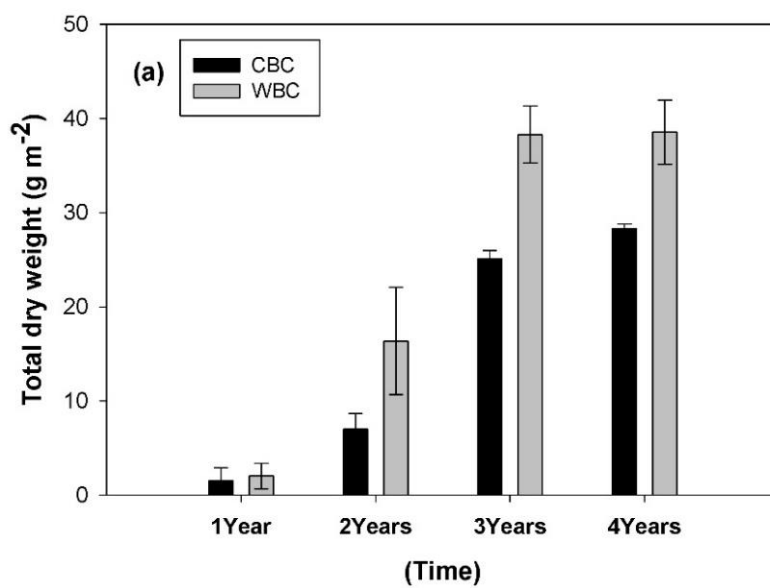 (a)
CBC
WBC
Total dry weight (g m⁻²)
50
40
30
20
10
0
1Year 2Years 3Years 4Years
(Time)